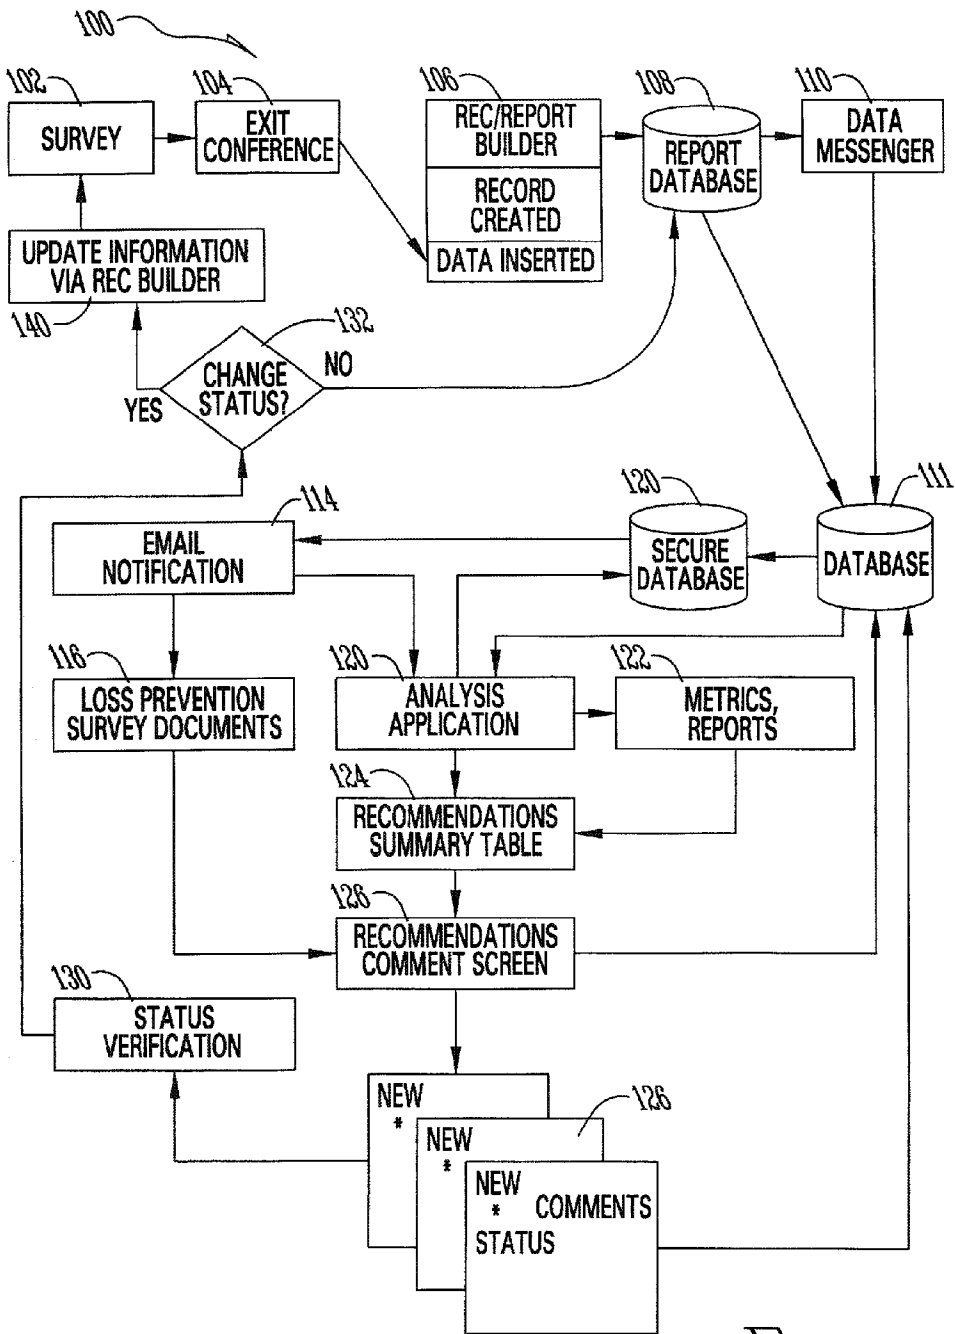 100
102
SURVEY
104
EXIT
CONFERENCE
106
REC/REPORT
BUILDER
RECORD
CREATED
DATA INSERTED
108
REPORT
DATABASE
110
DATA
MESSENGER
UPDATE INFORMATION
VIA REC BUILDER
140
132
CHANGE
STATUS?
YES
NO
114
EMAIL
NOTIFICATION
120
SECURE
DATABASE
111
DATABASE
116
LOSS PREVENTION
SURVEY DOCUMENTS
120
ANALYSIS
APPLICATION
122
METRICS,
REPORTS
124
RECOMMENDATIONS
SUMMARY TABLE
126
RECOMMENDATIONS
COMMENT SCREEN
130
STATUS
VERIFICATION
NEW
*
NEW
*
126
NEW
* COMMENTS
STATUS